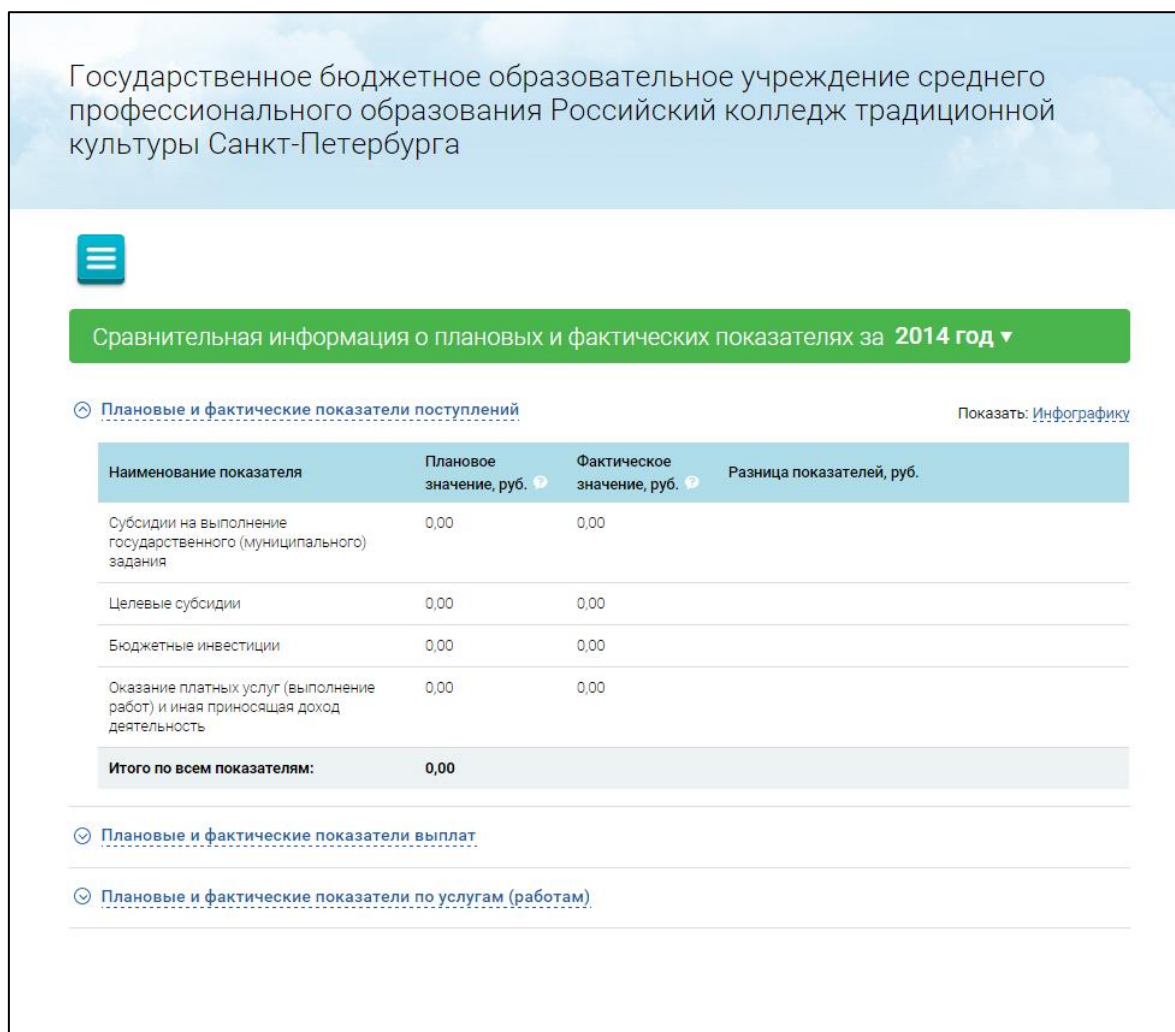 Государственное бюджетное образовательное учреждение среднего
профессионального образования Российский колледж традиционной
культуры Санкт-Петербурга
Сравнительная информация о плановых и фактических показателях за 2014 год ▾
Плановые и фактические показатели поступлений
Показать: Инфографику
Наименование показателя
Плановое
значение, руб. ?
Фактическое
значение, руб. ?
Разница показателей, руб.
Субсидии на выполнение
государственного (муниципального)
задания
0,00
0,00
Целевые субсидии
0,00
0,00
Бюджетные инвестиции
0,00
0,00
Оказание платных услуг (выполнение
работ) и иная приносящая доход
деятельность
0,00
0,00
Итого по всем показателям:
0,00
Плановые и фактические показатели выплат
Плановые и фактические показатели по услугам (работам)